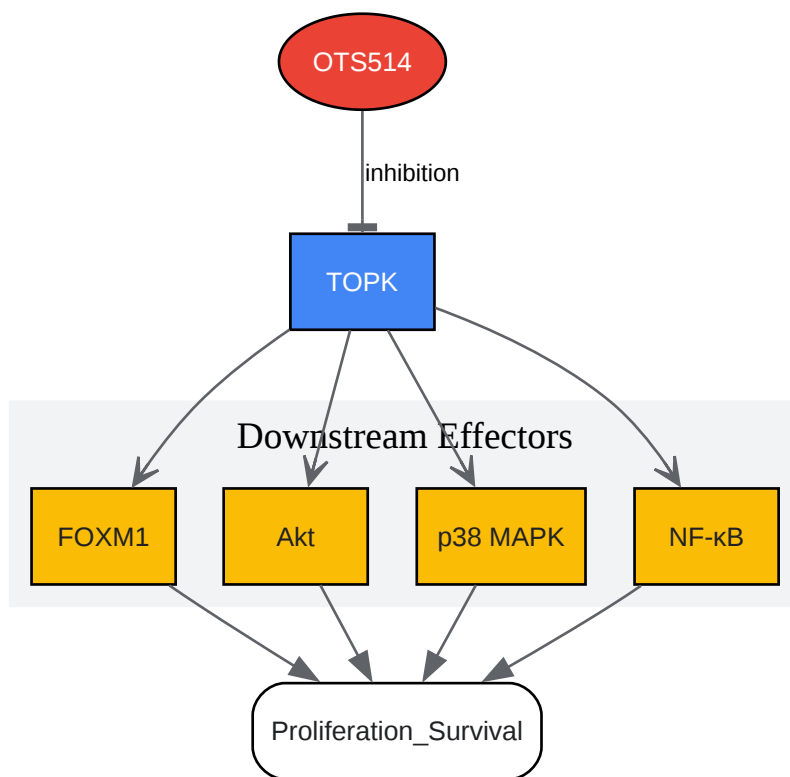 OTS514
inhibition
TOPK
Downstream Effectors
FOXM1
Akt
p38 MAPK
NF-κB
Proliferation_Survival